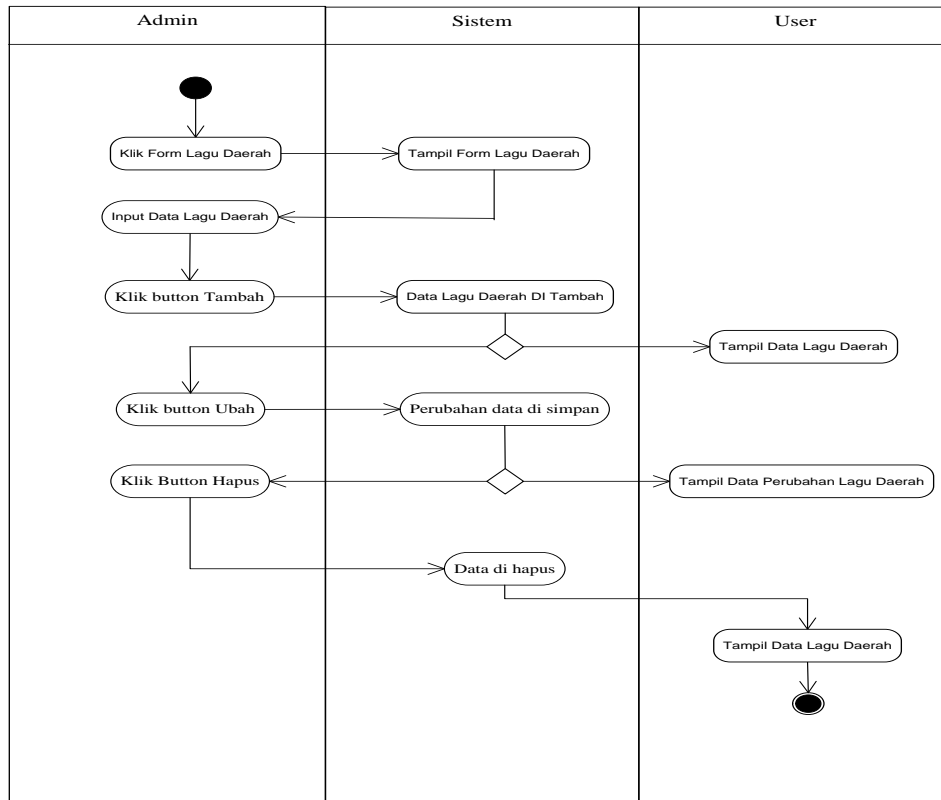 Admin
Sistem
User
Klik Form Lagu Daerah
Tampil Form Lagu Daerah
Input Data Lagu Daerah
Klik button Tambah
Data Lagu Daerah DI Tambah
Tampil Data Lagu Daerah
Klik button Ubah
Perubahan data di simpan
Klik Button Hapus
Tampil Data Perubahan Lagu Daerah
Data di hapus
Tampil Data Lagu Daerah